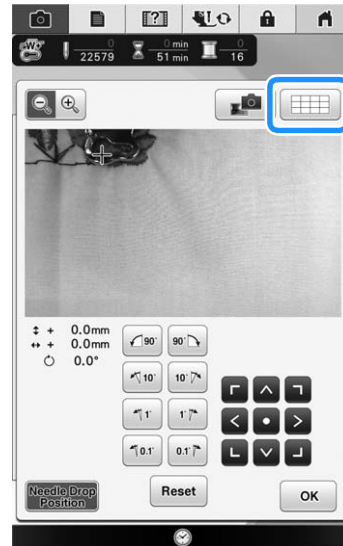 0 0 min 0
22579 51 min 16
+ 0.0mm
+ 0.0mm
0.0°
90° 90°
10° 10°
1° 1°
0.1° 0.1°
Needle Drop
Position
Reset
OK